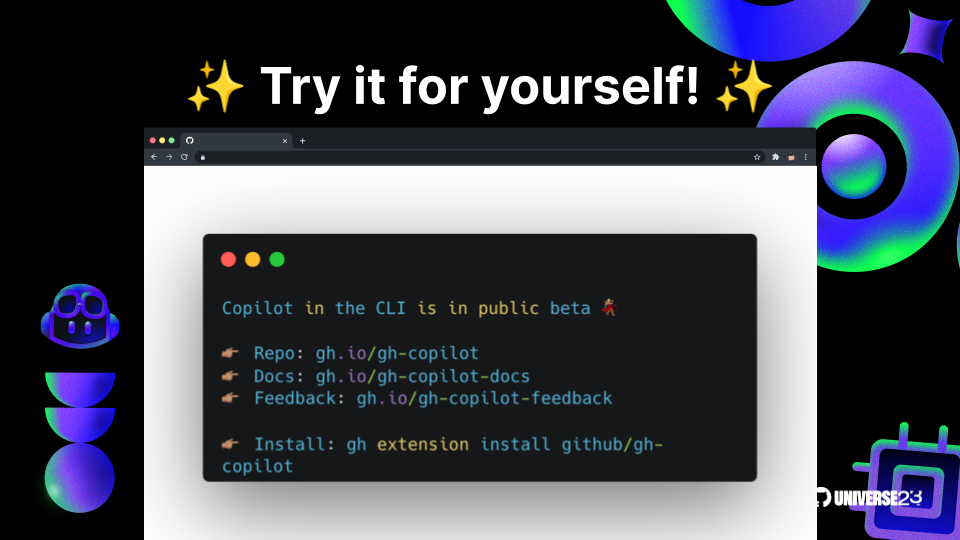 ✨ Try it for yourself! ✨
Copilot in the CLI is in public beta 💃🏽
👉🏽 Repo: gh.io/gh-copilot
👉🏽 Docs: gh.io/gh-copilot-docs
👉🏽 Feedback: gh.io/gh-copilot-feedback
👉🏽 Install: gh extension install github/gh-
copilot
UNIVERSE23